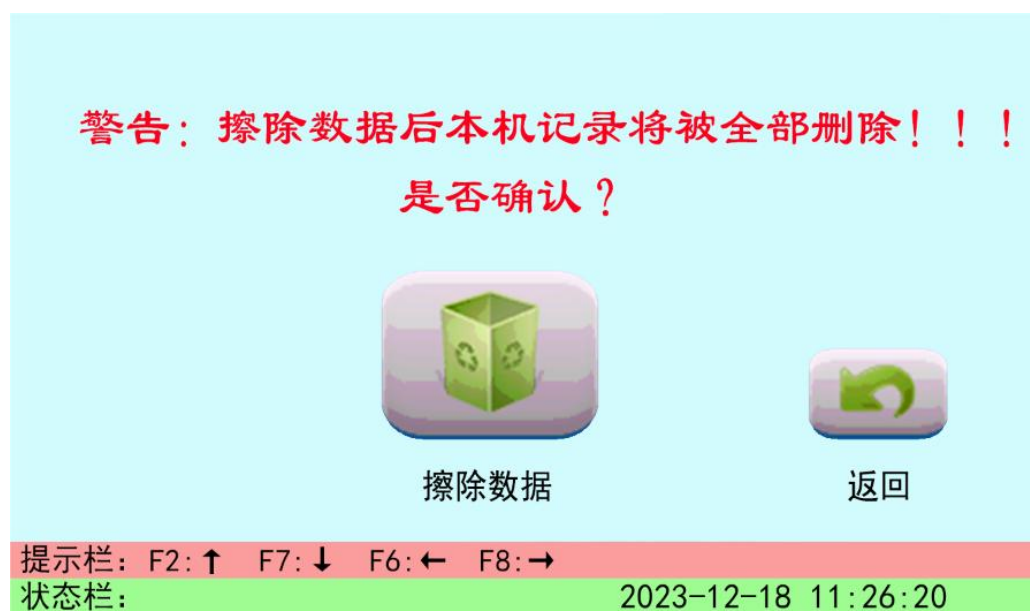 警告：擦除数据后本机记录将被全部删除！！！
是否确认？
擦除数据 返回
提示栏：F2:↑ F7:↓ F6:← F8:→
状态栏： 2023-12-18 11:26:20